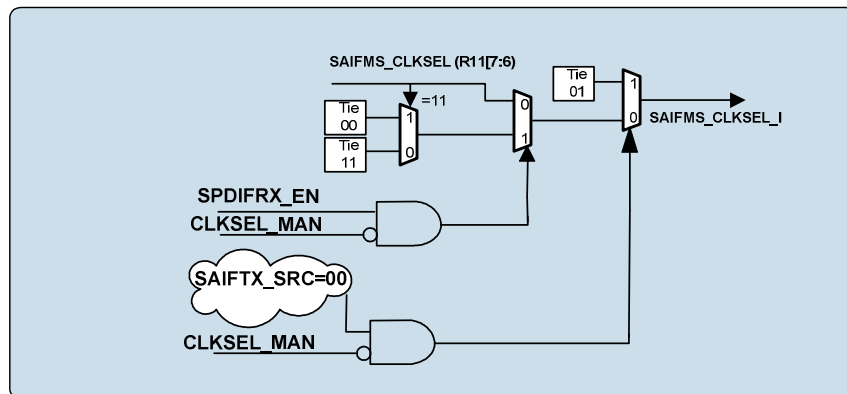 SAIFMS_CLKSEL (R11[7:6)
=11
Tie
00
1
Tie
11
0
0
1
Tie
01
1
0
SAIFMS_CLKSEL_I
SPDIFRX_EN
CLKSEL_MAN
SAIFTX_SRC=00
CLKSEL_MAN